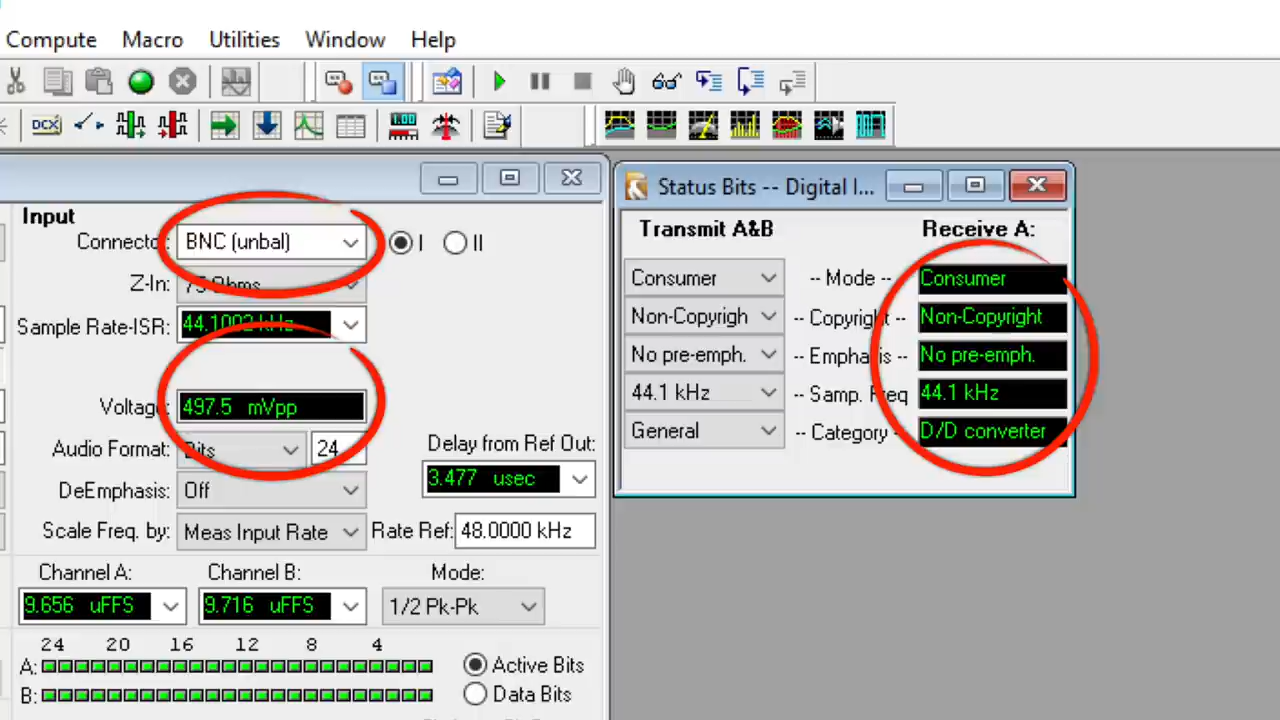 Compute Macro Utilities Window Help
DCX
1.00
Input
Connector: BNC (unbal) I II
Z-In: 75 Ohms
Sample Rate-ISR: 44.1002 kHz
Voltage: 497.5 mVpp
Audio Format: Bits 24
Delay from Ref Out:
3.477 usec
DeEmphasis: Off
Scale Freq. by: Meas Input Rate Rate Ref: 48.0000 kHz
Channel A: Channel B: Mode:
9.656 uFFS 9.716 uFFS 1/2 Pk-Pk
24 20 16 12 8 4
A: Active Bits
B: Data Bits
Status Bits -- Digital I...
Transmit A&B Receive A:
Consumer -- Mode -- Consumer
Non-Copyrigh -- Copyright -- Non-Copyright
No pre-emph. -- Emphasis -- No pre-emph.
44.1 kHz -- Samp. Freq 44.1 kHz
General -- Category -- D/D converter